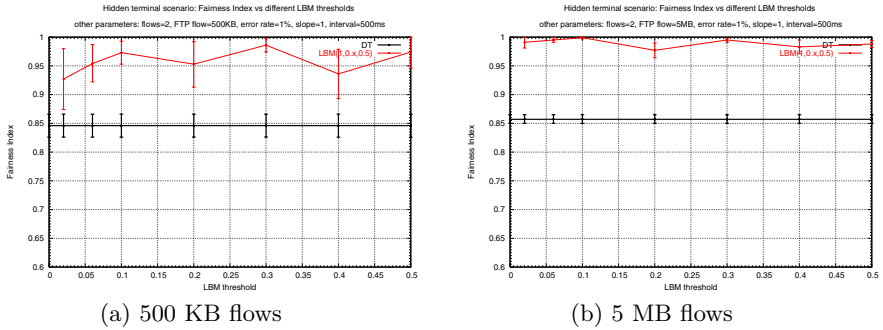 Hidden terminal scenario: Fairness Index vs different LBM thresholds
other parameters: flows=2, FTP flow=500KB, error rate=1%, slope=1, interval=500ms
1
0.95
0.9
0.85
0.8
0.75
0.7
0.65
0.6
Fairness Index
DT
LBM(1,0.x,0.5)
0 0.05 0.1 0.15 0.2 0.25 0.3 0.35 0.4 0.45 0.5
LBM threshold
(a) 500 KB flows
Hidden terminal scenario: Fairness Index vs different LBM thresholds
other parameters: flows=2, FTP flow=5MB, error rate=1%, slope=1, interval=500ms
1
0.95
0.9
0.85
0.8
0.75
0.7
0.65
0.6
Fairness Index
DT
LBM(1,0.x,0.5)
0 0.05 0.1 0.15 0.2 0.25 0.3 0.35 0.4 0.45 0.5
LBM threshold
(b) 5 MB flows